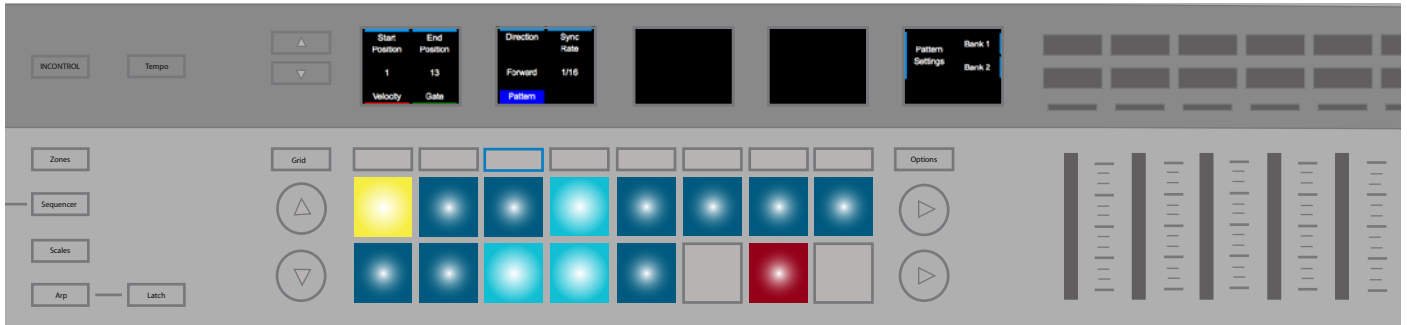 INCONTROL
Tempo
Start Position
End Position
1
13
Velocity
Gate
Direction
Sync Rate
Forward
1/16
Pattern
Pattern Settings
Bank 1
Bank 2
Zones
Grid
Options
Sequencer
Scales
Arp
Latch